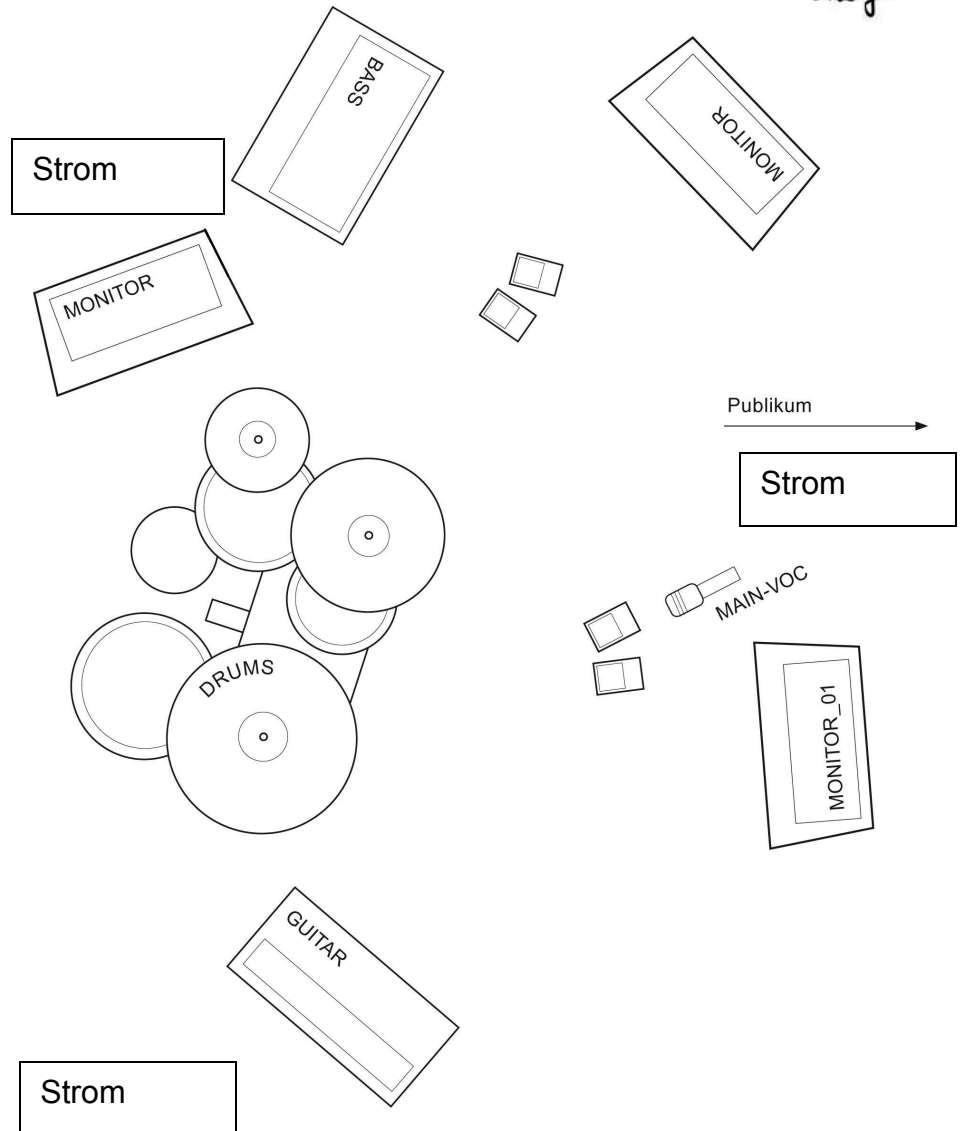 BASS
MONITOR
Strom
MONITOR
Publikum
Strom
MAIN-VOC
DRUMS
MONITOR_01
GUITAR
Strom